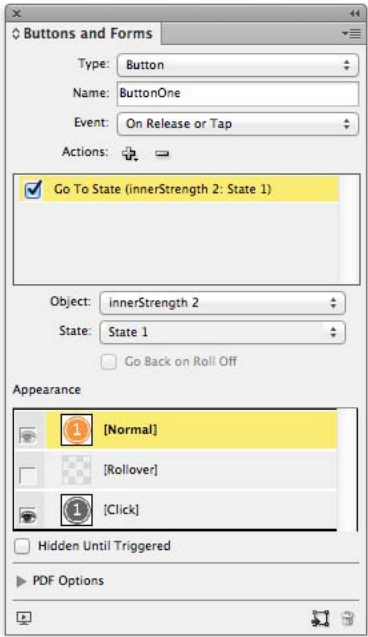 Buttons and Forms
Type: Button
Name: ButtonOne
Event: On Release or Tap
Actions:
Go To State (innerStrength 2: State 1)
Object: innerStrength 2
State: State 1
Go Back on Roll Off
Appearance
1 [Normal]
[Rollover]
1 [Click]
Hidden Until Triggered
PDF Options